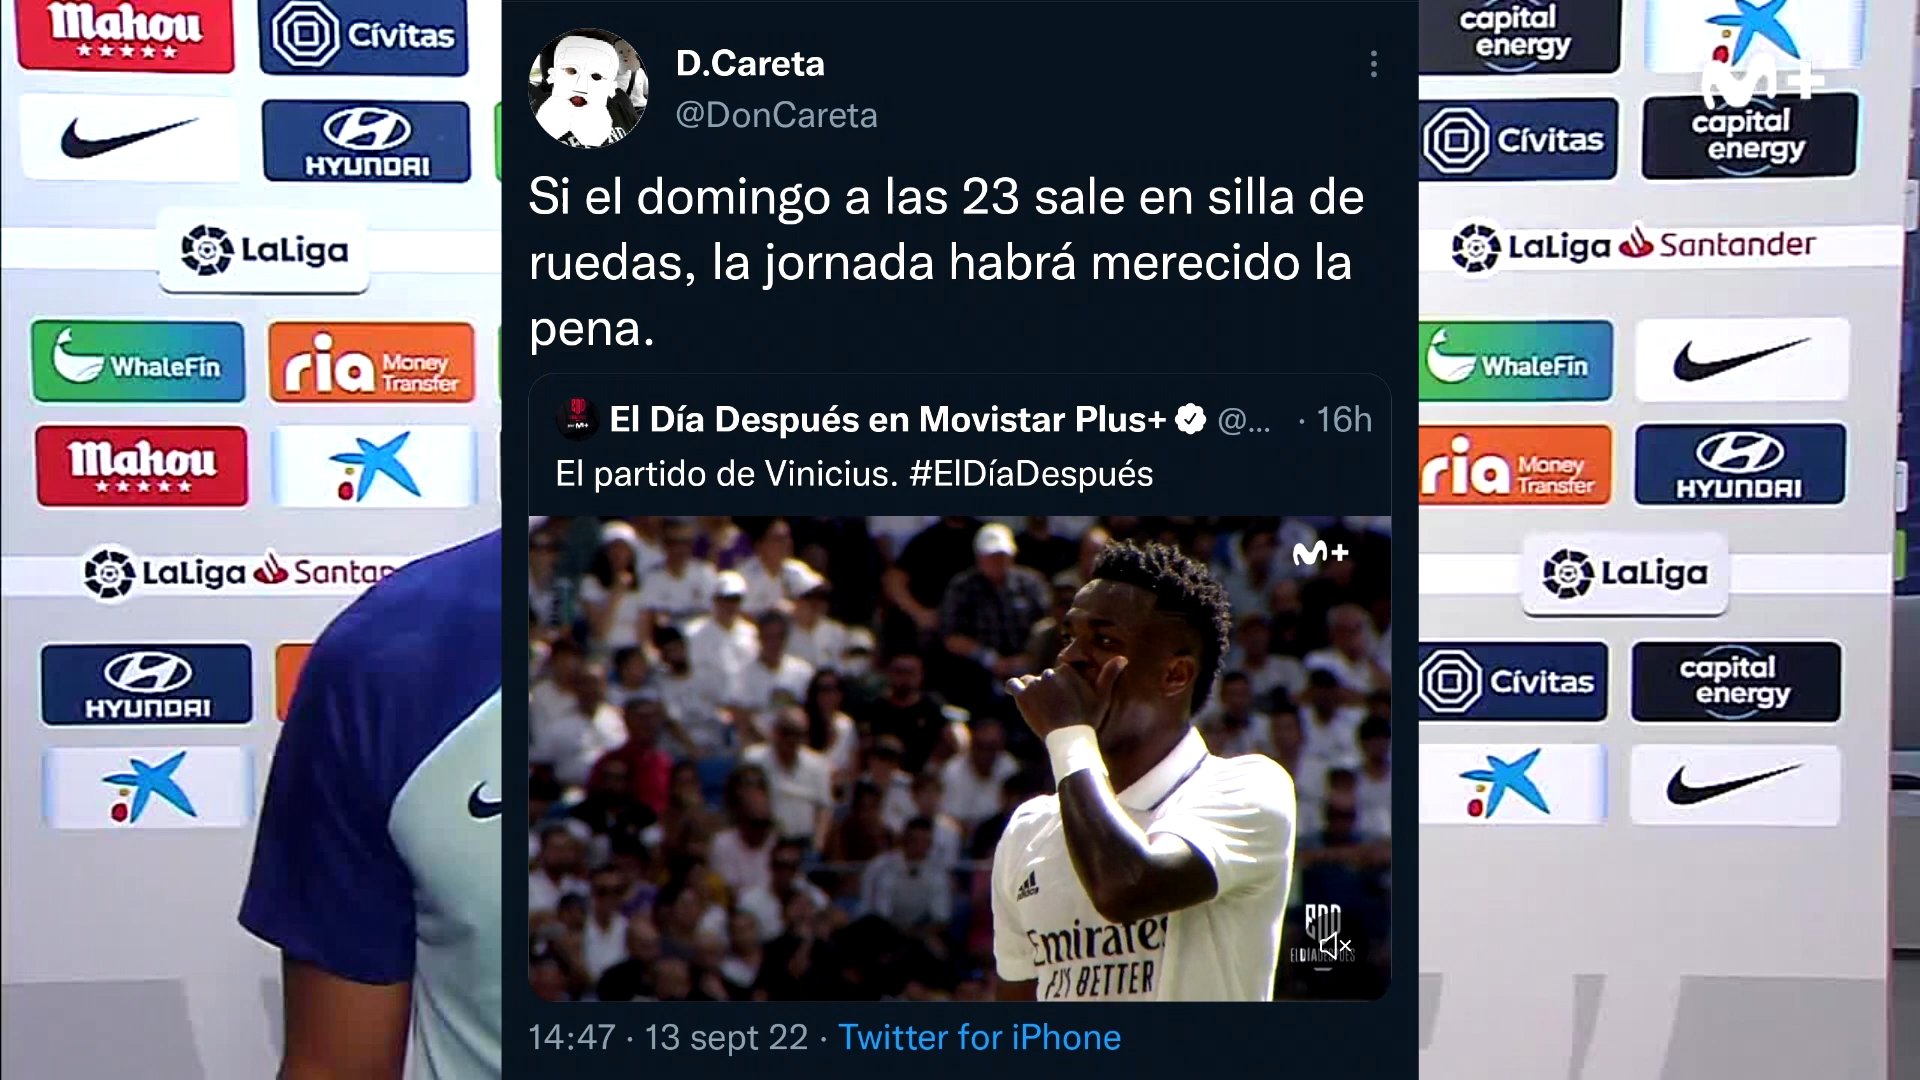 Mahou
Cívitas
HYUNDAI
LaLiga
WhaleFin
ria Money
Transfer
Mahou
LaLiga Santan
HYUNDAI
D.Careta
@DonCareta
Si el domingo a las 23 sale en silla de
ruedas, la jornada habrá merecido la
pena.
El Día Después en Movistar Plus+ @... · 16h
El partido de Vinicius. #ElDíaDespués
M+
adidas
Emirates
FLY BETTER
EDD
ELDÍADESPUÉS
14:47 · 13 sept 22 · Twitter for iPhone
capital
energy
M+
Cívitas
capital
energy
LaLiga Santander
WhaleFin
ria Money
Transfer
HYUNDAI
LaLiga
Cívitas
capital
energy